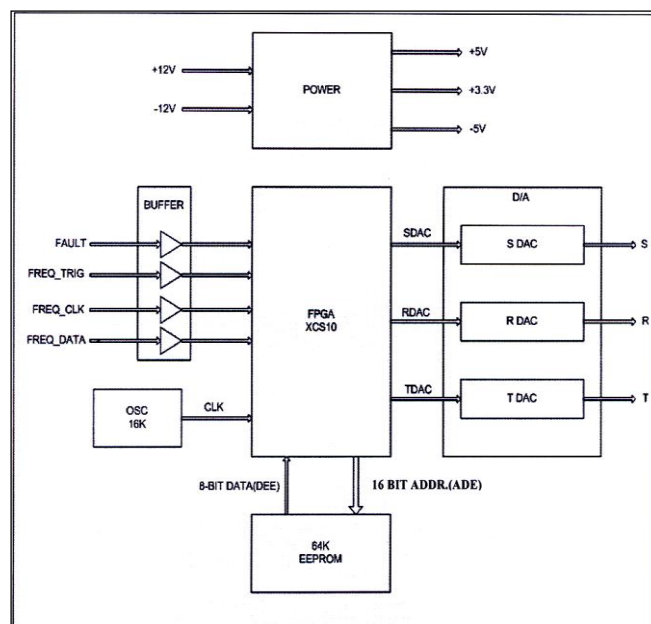 +12V
-12V
POWER
+5V
+3.3V
-5V
BUFFER
FAULT
FREQ_TRIG
FREQ_CLK
FREQ_DATA
OSC
16K
CLK
FPGA
XCS10
SDAC
RDAC
TDAC
D/A
S DAC
R DAC
T DAC
S
R
T
8-BIT DATA(DEE)
16 BIT ADDR.(ADE)
64K
EEPROM